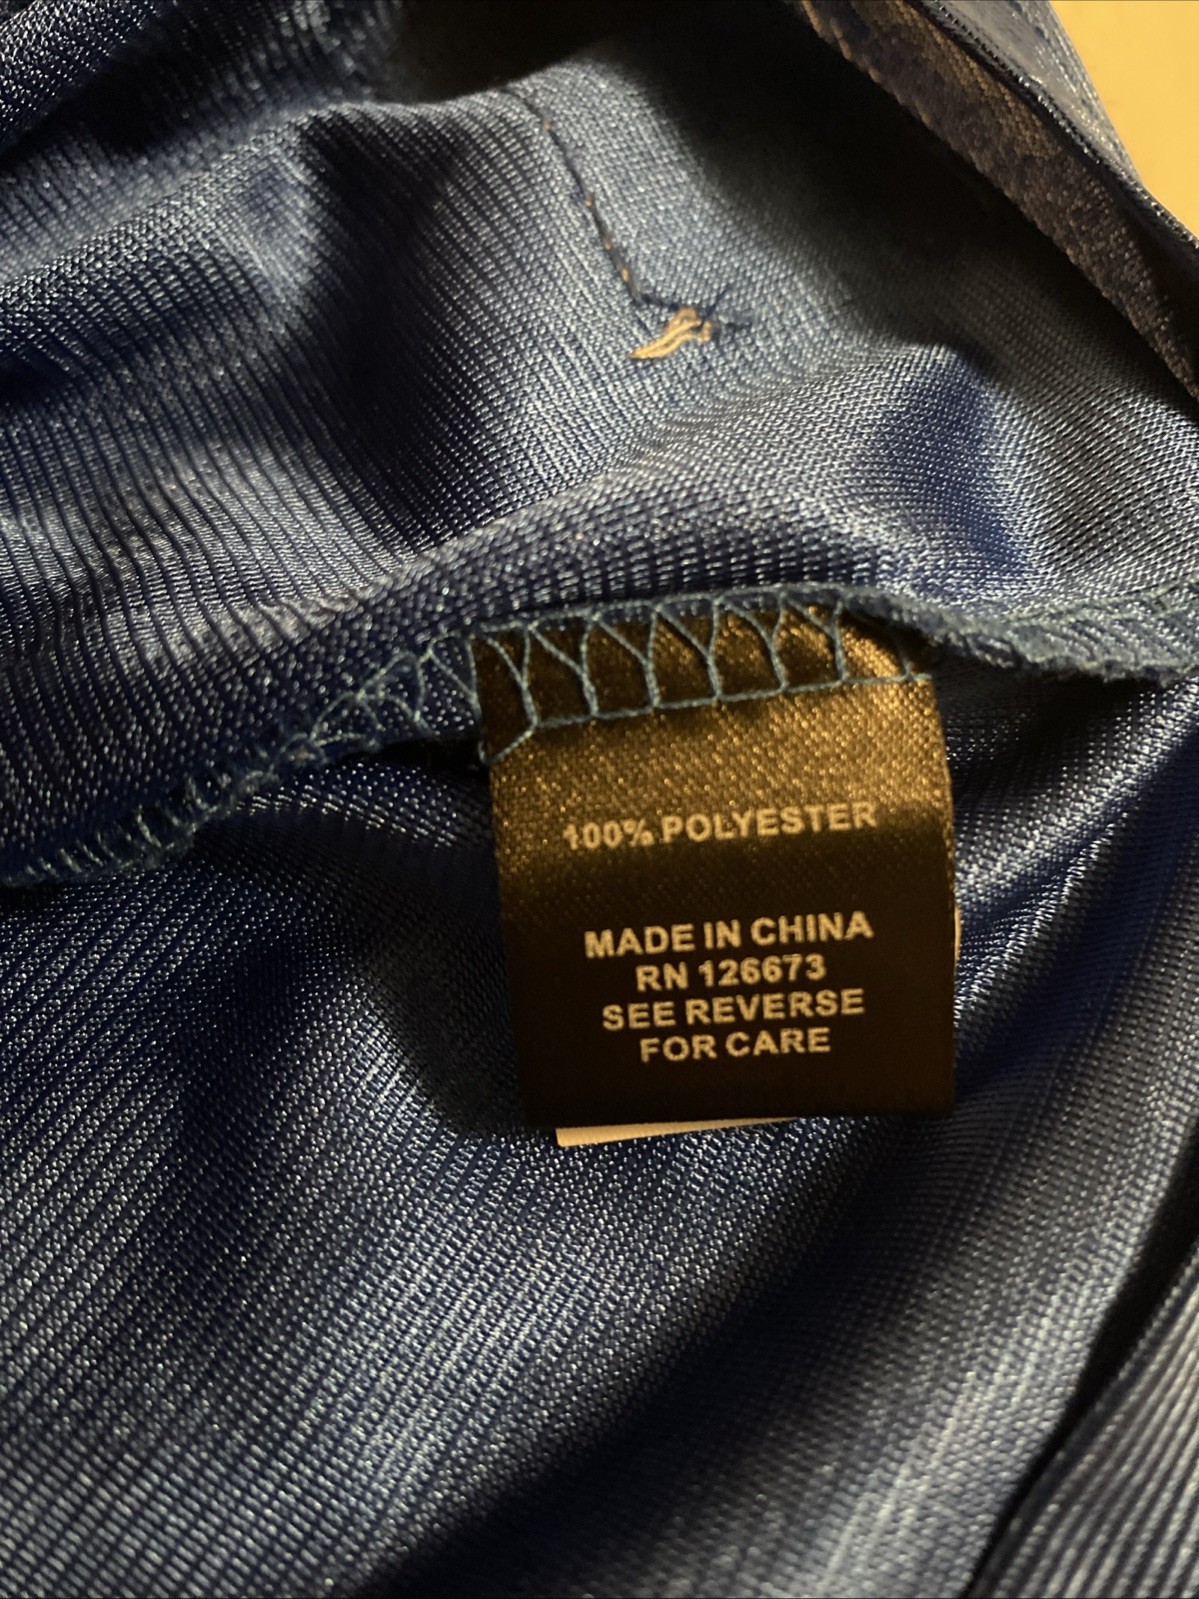 100% POLYESTER
MADE IN CHINA
RN 126673
SEE REVERSE
FOR CARE